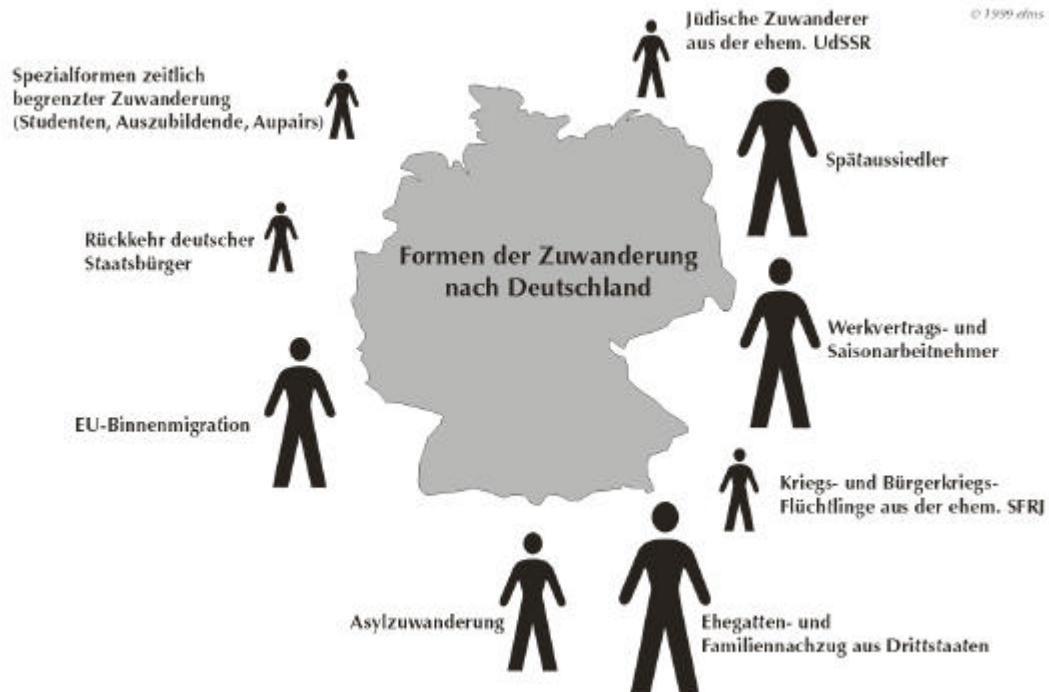 © 1999 efms
Jüdische Zuwanderer
aus der ehem. UdSSR
Spezialformen zeitlich
begrenzter Zuwanderung
(Studenten, Auszubildende, Aupairs)
Spätaussiedler
Rückkehr deutscher
Staatsbürger
Formen der Zuwanderung
nach Deutschland
Werkvertrags- und
Saisonarbeitnehmer
EU-Binnenmigration
Kriegs- und Bürgerkriegs-
Flüchtlinge aus der ehem. SFRJ
Asylzuwanderung
Ehegatten- und
Familiennachzug aus Drittstaaten